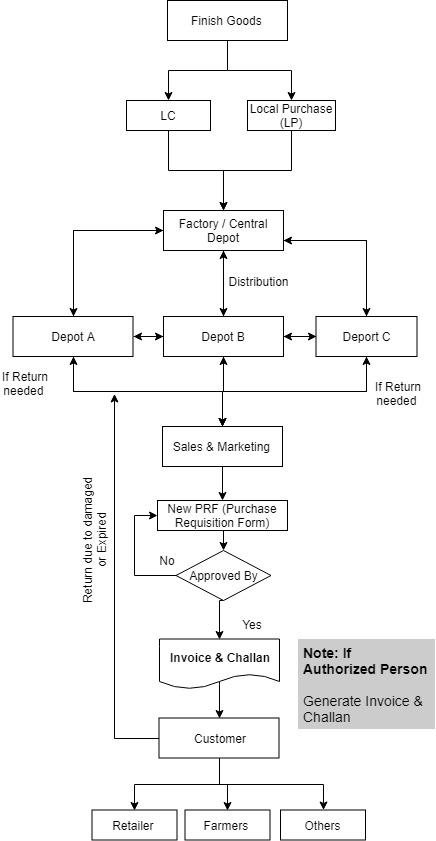 Finish Goods
LC
Local Purchase
(LP)
Factory / Central
Depot
Distribution
Depot A
Depot B
Deport C
If Return
needed
If Return
needed
Sales & Marketing
Return due to damaged
or Expired
New PRF (Purchase
Requisition Form)
No
Approved By
Yes
Invoice & Challan
Note: If
Authorized Person
Generate Invoice &
Challan
Customer
Retailer
Farmers
Others